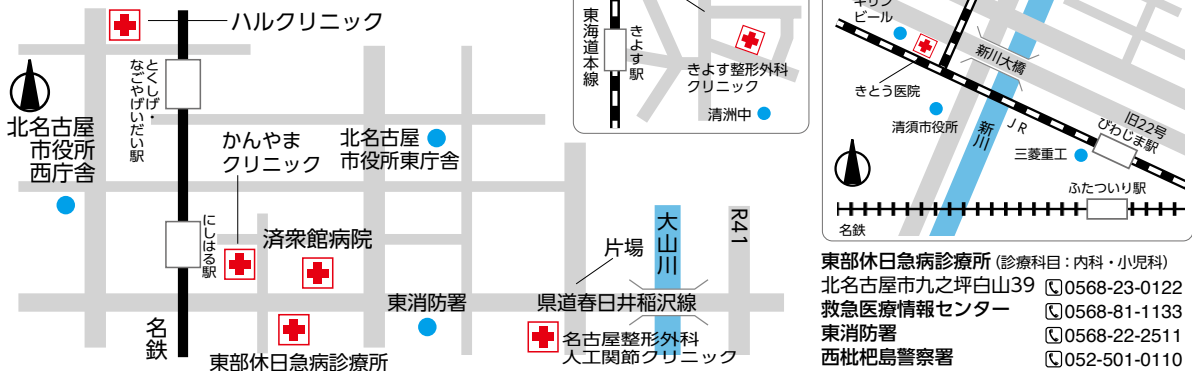 ハルクリニック
とくしげ・
なごやげいだい駅
北名古屋
市役所
西庁舎
かんやま
クリニック
北名古屋
市役所東庁舎
にしはる駅
済衆館病院
名鉄
東部休日急病診療所
東消防署
片場
大山川
R41
県道春日井稲沢線
名古屋整形外科
人工関節クリニック
東海道本線
きよす駅
きよす整形外科
クリニック
清洲中
キリン
ビール
新川大橋
きとう医院
清須市役所
新川
JR
旧22号
びわじま駅
三菱重工
ふたついり駅
名鉄
東部休日急病診療所(診療科目:内科・小児科)
北名古屋市九之坪白山39 0568-23-0122
救急医療情報センター 0568-81-1133
東消防署 0568-22-2511
西枇杷島警察署 052-501-0110